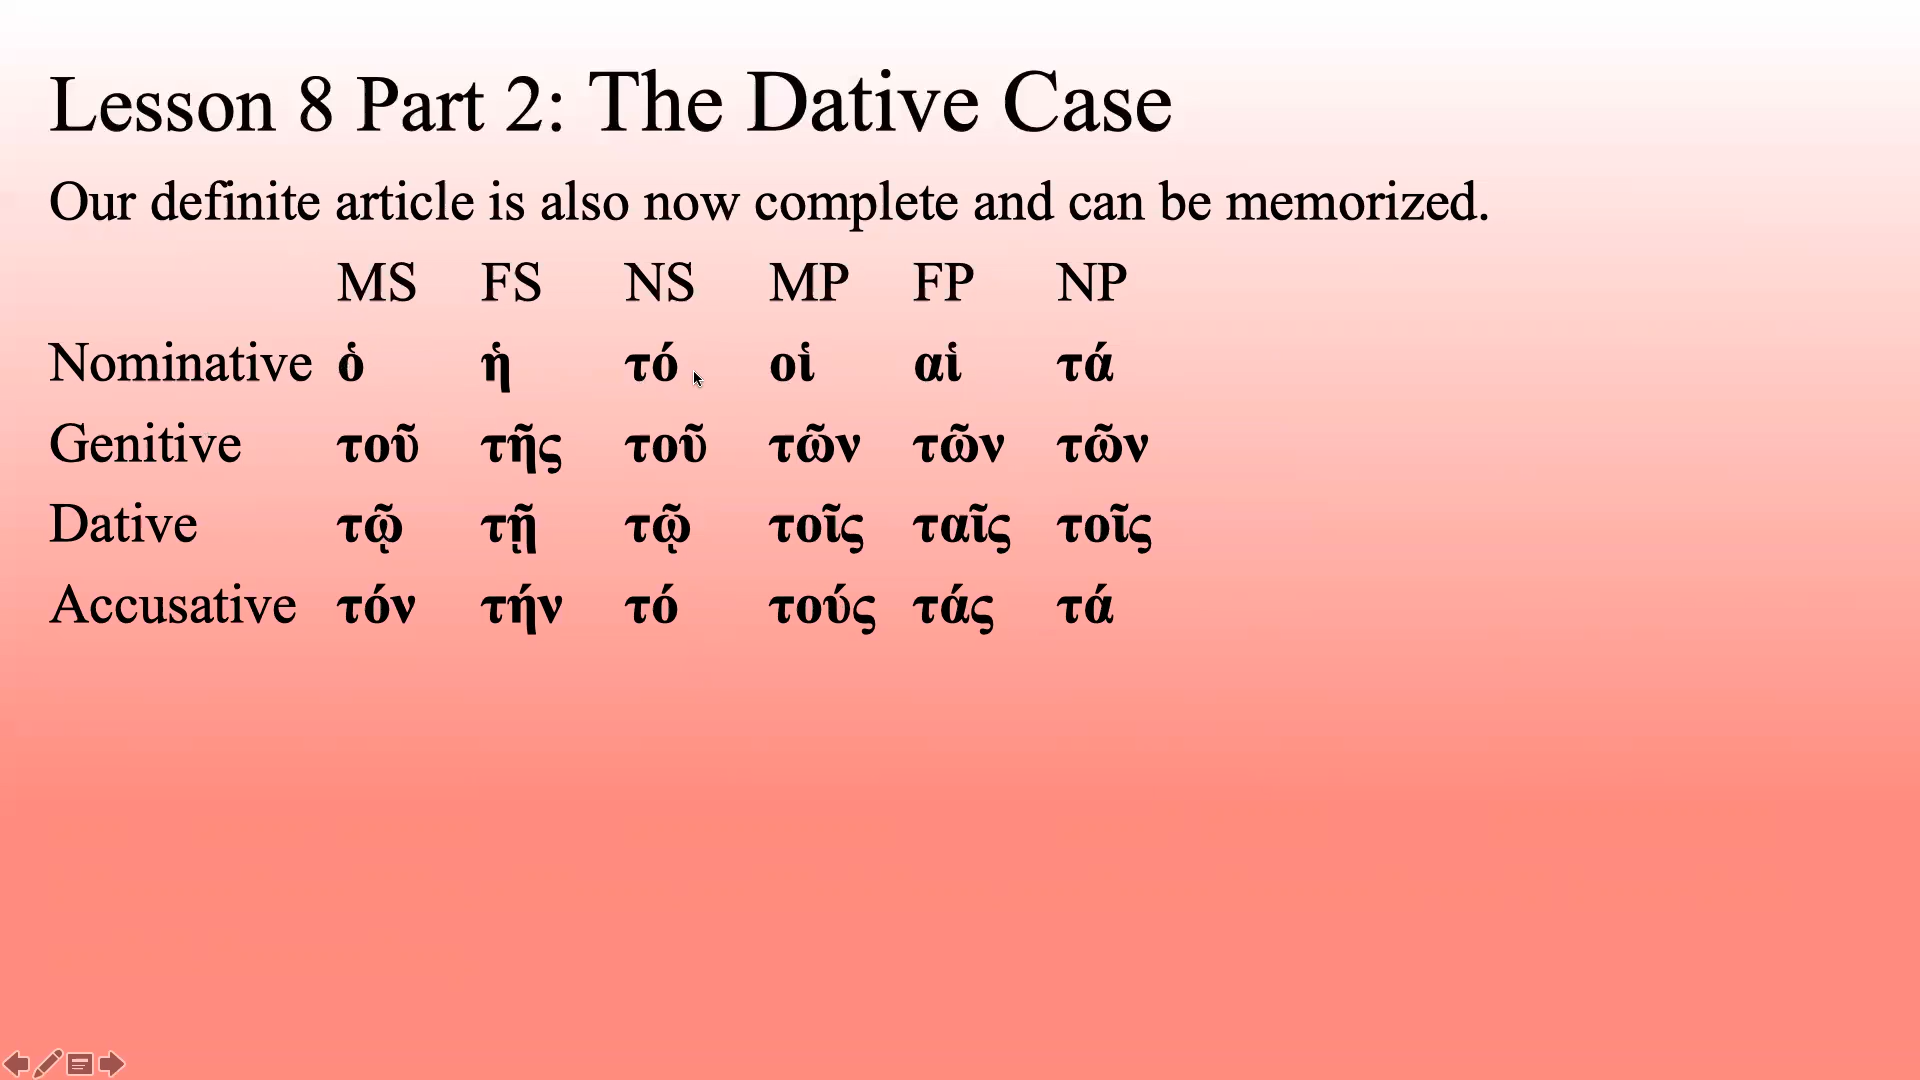 Lesson 8 Part 2: The Dative Case
Our definite article is also now complete and can be memorized.
MS FS NS MP FP NP
Nominative ὁ ἡ τό οἱ αἱ τά
Genitive τοῦ τῆς τοῦ τῶν τῶν τῶν
Dative τῷ τῇ τῷ τοῖς ταῖς τοῖς
Accusative τόν τήν τό τούς τάς τά